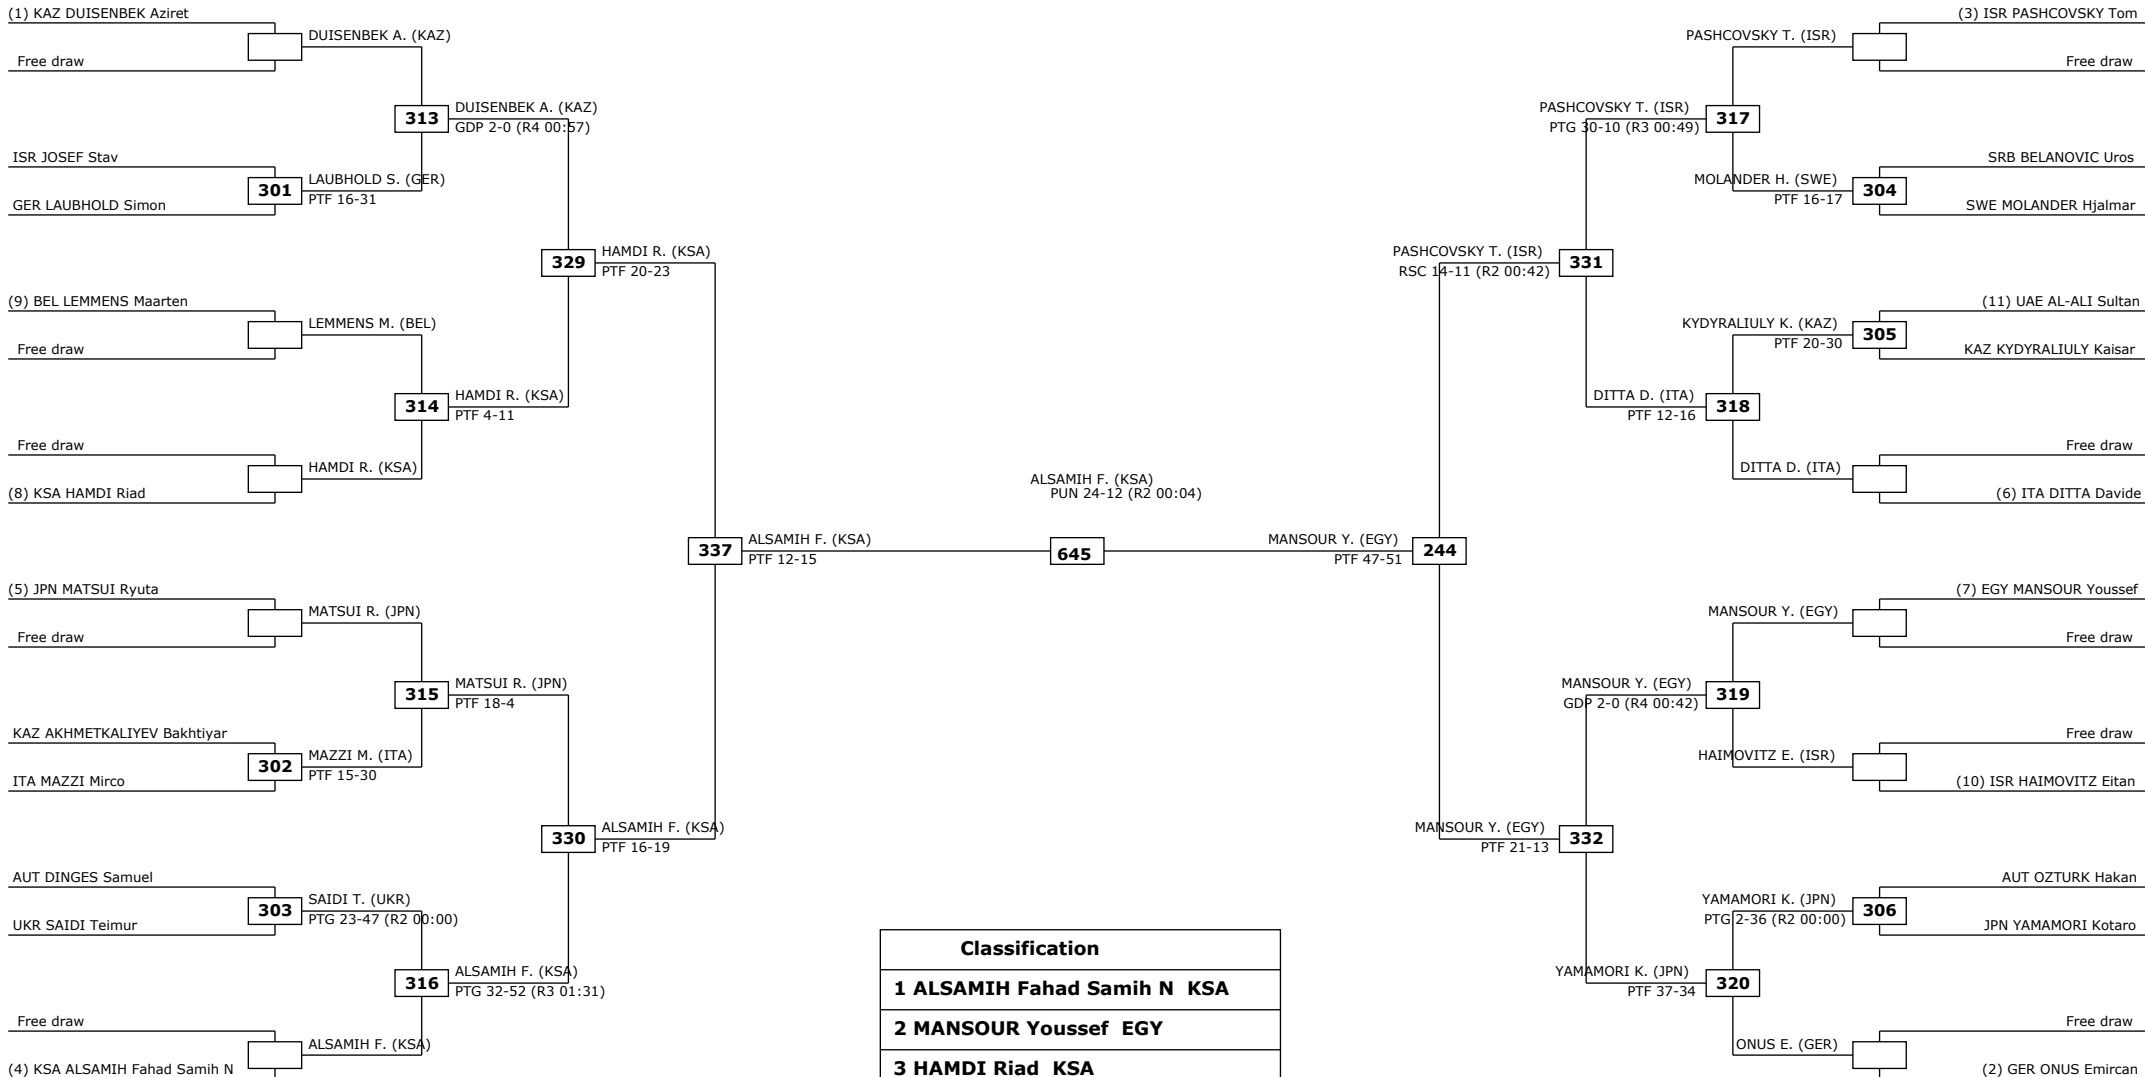 (1) KAZ DUISENBEK Aziret
Free draw
DUISENBEK A. (KAZ)
313
DUISENBEK A. (KAZ)
GDP 2-0 (R4 00:57)
ISR JOSEF Stav
301
LAUBHOLD S. (GER)
PTF 16-31
GER LAUBHOLD Simon
329
HAMDI R. (KSA)
PTF 20-23
(9) BEL LEMMENS Maarten
LEMMENS M. (BEL)
Free draw
314
HAMDI R. (KSA)
PTF 4-11
Free draw
HAMDI R. (KSA)
(8) KSA HAMDI Riad
337
ALSAMIH F. (KSA)
PTF 12-15
(5) JPN MATSUI Ryuta
MATSUI R. (JPN)
Free draw
315
MATSUI R. (JPN)
PTF 18-4
KAZ AKHMETKALIYEV Bakhtiyar
302
MAZZI M. (ITA)
PTF 15-30
ITA MAZZI Mirco
330
ALSAMIH F. (KSA)
PTF 16-19
AUT DINGES Samuel
303
SAIDI T. (UKR)
PTG 23-47 (R2 00:00)
UKR SAIDI Teimur
316
ALSAMIH F. (KSA)
PTG 32-52 (R3 01:31)
Free draw
ALSAMIH F. (KSA)
(4) KSA ALSAMIH Fahad Samih N
ALSAMIH F. (KSA)
PUN 24-12 (R2 00:04)
645
Classification
1 ALSAMIH Fahad Samih N KSA
2 MANSOUR Youssef EGY
3 HAMDI Riad KSA
(3) ISR PASHCOVSKY Tom
PASHCOVSKY T. (ISR)
Free draw
PASHCOVSKY T. (ISR)
PTG 30-10 (R3 00:49)
317
SRB BELANOVIC Uros
MOLANDER H. (SWE)
PTF 16-17
304
SWE MOLANDER Hjalmar
PASHCOVSKY T. (ISR)
RSC 14-11 (R2 00:42)
331
(11) UAE AL-ALI Sultan
KYDYRALIULY K. (KAZ)
PTF 20-30
305
KAZ KYDYRALIULY Kaisar
DITTA D. (ITA)
PTF 12-16
318
Free draw
DITTA D. (ITA)
(6) ITA DITTA Davide
MANSOUR Y. (EGY)
PTF 47-51
244
(7) EGY MANSOUR Youssef
MANSOUR Y. (EGY)
Free draw
MANSOUR Y. (EGY)
GDP 2-0 (R4 00:42)
319
Free draw
HAIMOVITZ E. (ISR)
(10) ISR HAIMOVITZ Eitan
MANSOUR Y. (EGY)
PTF 21-13
332
AUT OZTURK Hakan
YAMAMORI K. (JPN)
PTG 2-36 (R2 00:00)
306
JPN YAMAMORI Kotaro
YAMAMORI K. (JPN)
PTF 37-34
320
Free draw
ONUS E. (GER)
(2) GER ONUS Emircan